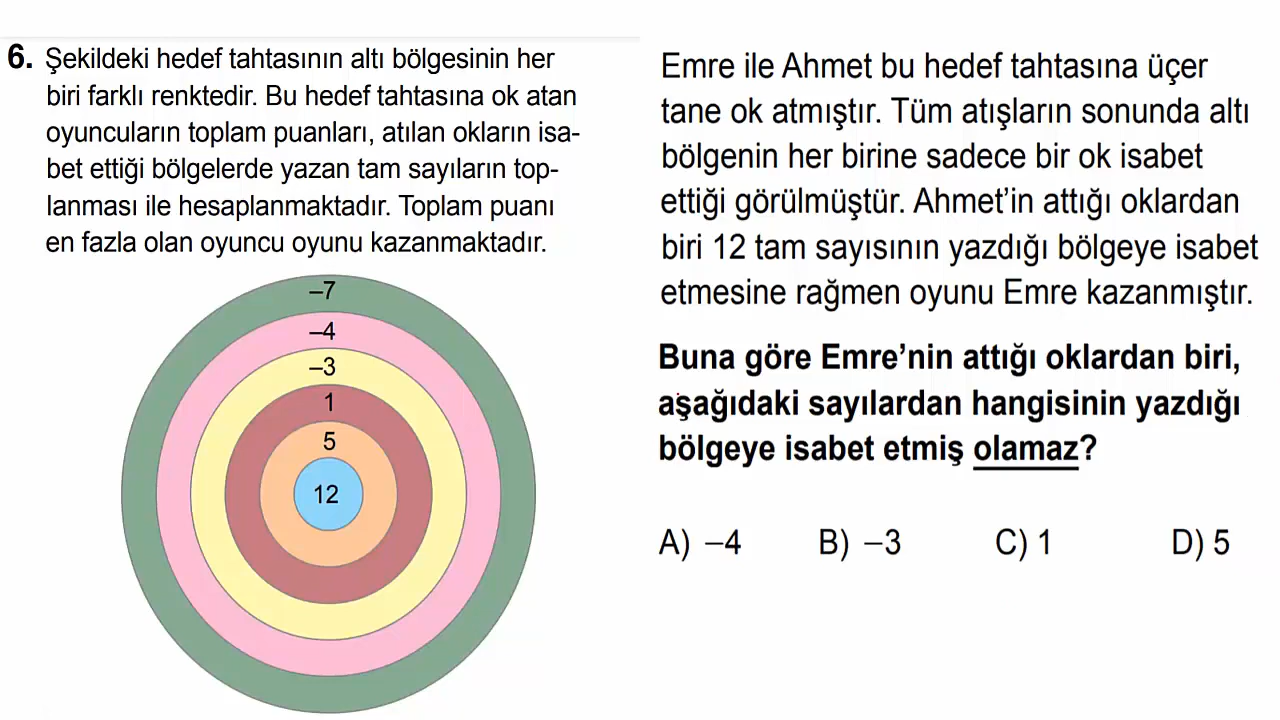 6. Şekildeki hedef tahtasının altı bölgesinin her
biri farklı renktedir. Bu hedef tahtasına ok atan
oyuncuların toplam puanları, atılan okların isa-
bet ettiği bölgelerde yazan tam sayıların top-
lanması ile hesaplanmaktadır. Toplam puanı
en fazla olan oyuncu oyunu kazanmaktadır.
–7
–4
–3
1
5
12
Emre ile Ahmet bu hedef tahtasına üçer
tane ok atmıştır. Tüm atışların sonunda altı
bölgenin her birine sadece bir ok isabet
ettiği görülmüştür. Ahmet’in attığı oklardan
biri 12 tam sayısının yazdığı bölgeye isabet
etmesine rağmen oyunu Emre kazanmıştır.
Buna göre Emre’nin attığı oklardan biri,
aşağıdaki sayılardan hangisinin yazdığı
bölgeye isabet etmiş olamaz?
A) –4 B) –3 C) 1 D) 5